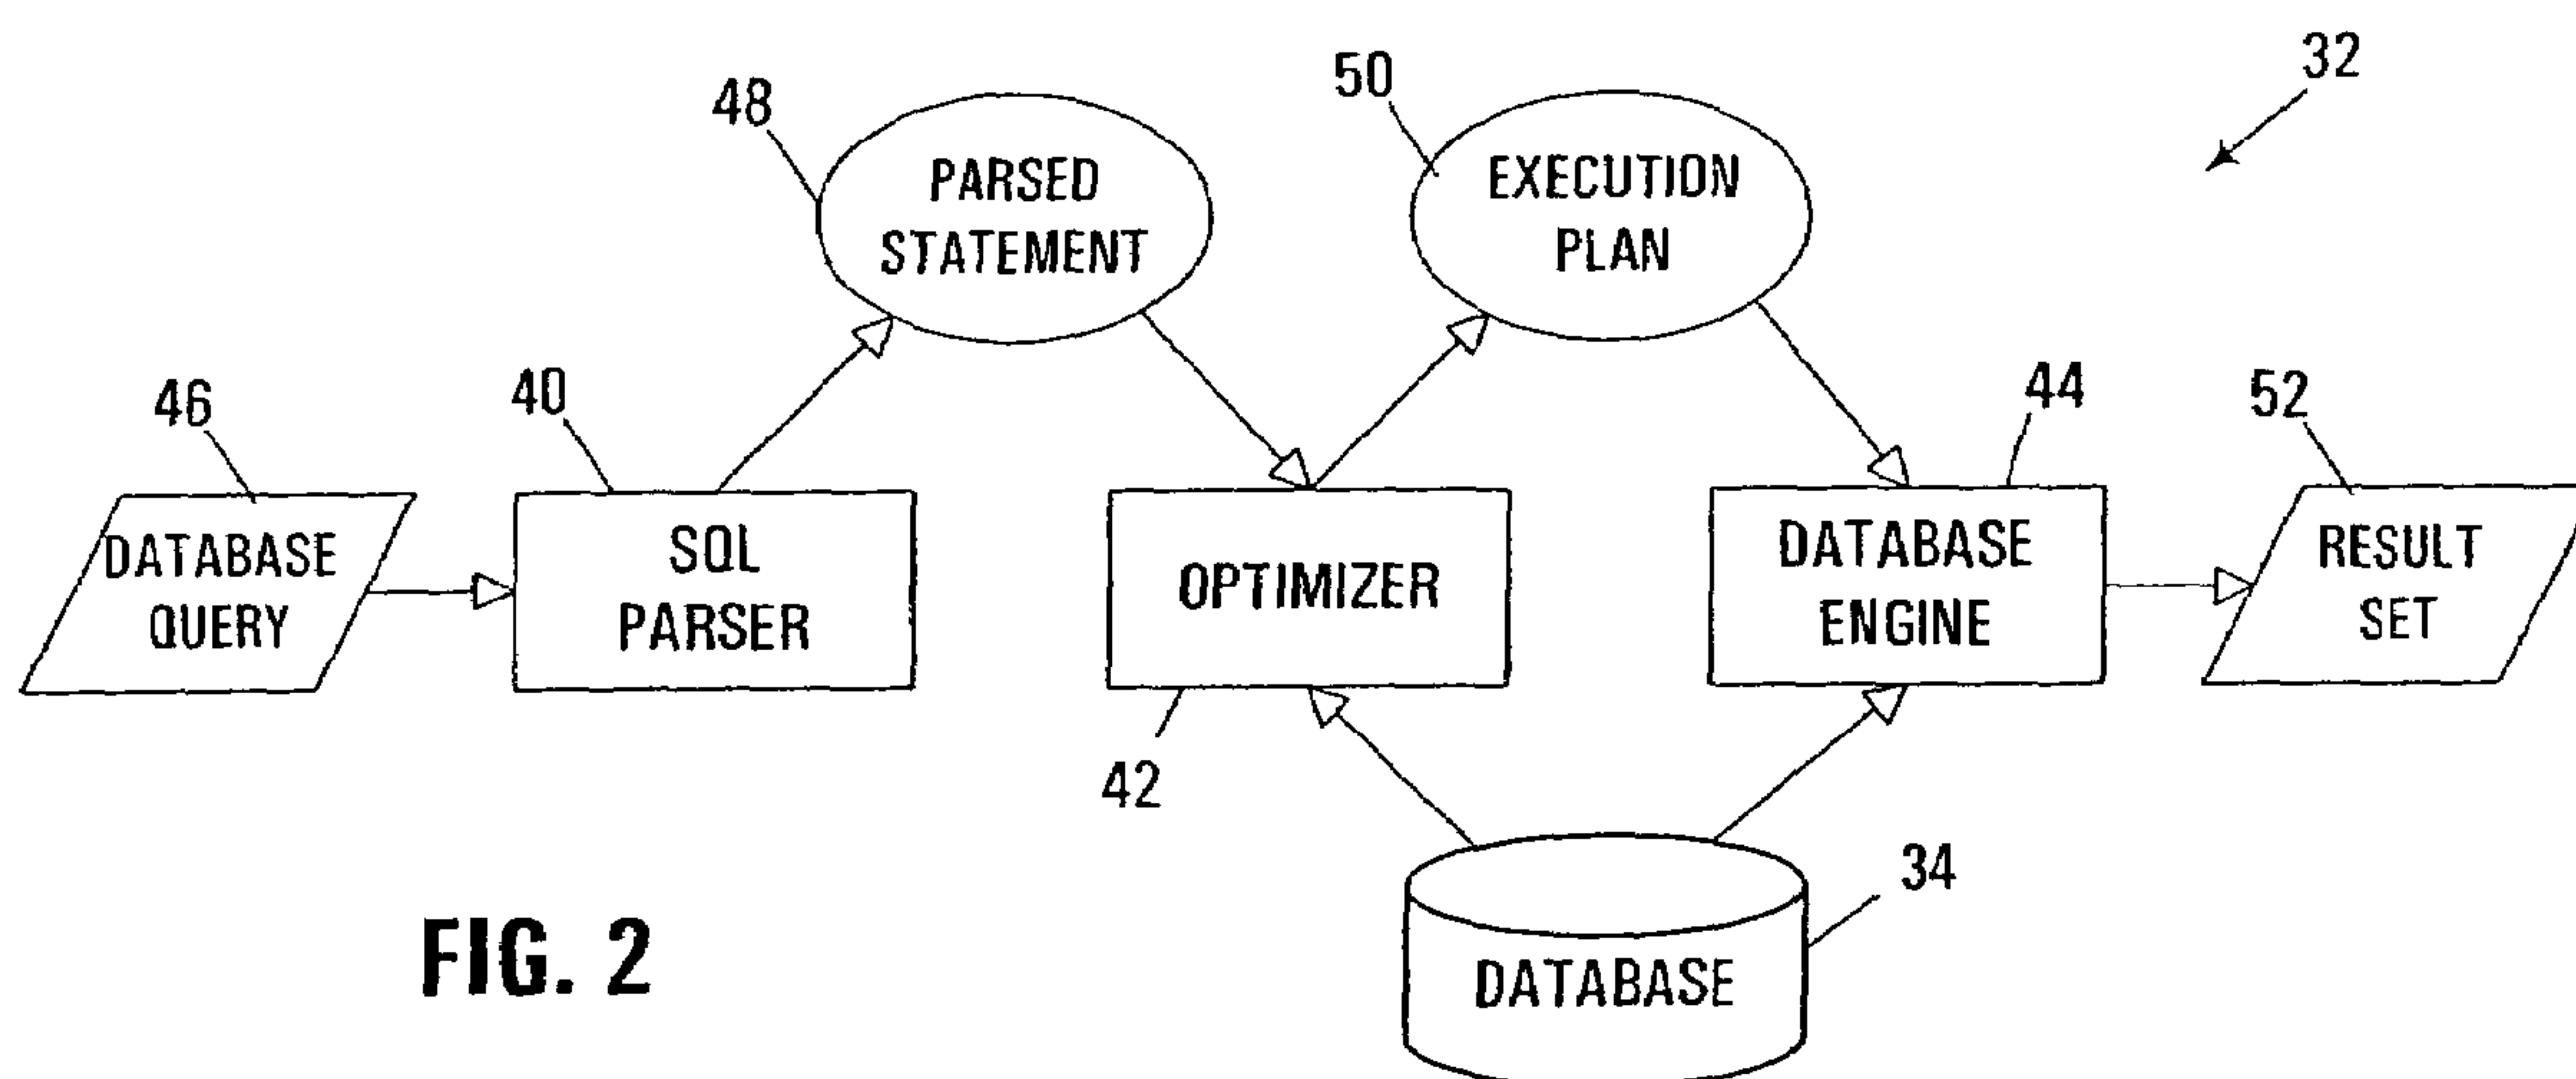 32
48
PARSED
STATEMENT
50
EXECUTION
PLAN
46
DATABASE
QUERY
40
SQL
PARSER
OPTIMIZER
42
44
DATABASE
ENGINE
52
RESULT
SET
34
DATABASE
FIG. 2